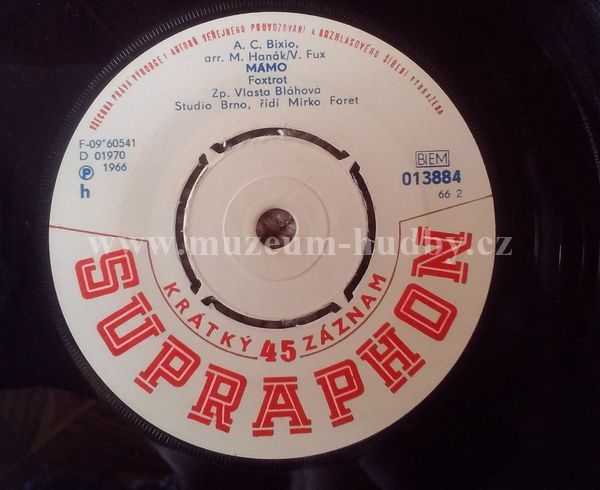 VŠECHNA PRÁVA VÝROBCE I AUTORŮ VEŘEJNÉHO PROVOZOVÁNÍ A ROZHLASOVÉHO ŠÍŘENÍ VYHRAZENA
A. C. Bixio,
arr. M. Hanák/V. Fux
MÁMO
Foxtrot
Zp. Vlasta Bláhová
Studio Brno, řídí Mirko Foret
F-09*60541
D 01970
P 1966
h
BIEM
013884
66 2
www.muzeum-hudby.cz
KRÁTKÝ 45 ZÁZNAM
SUPRAPHON